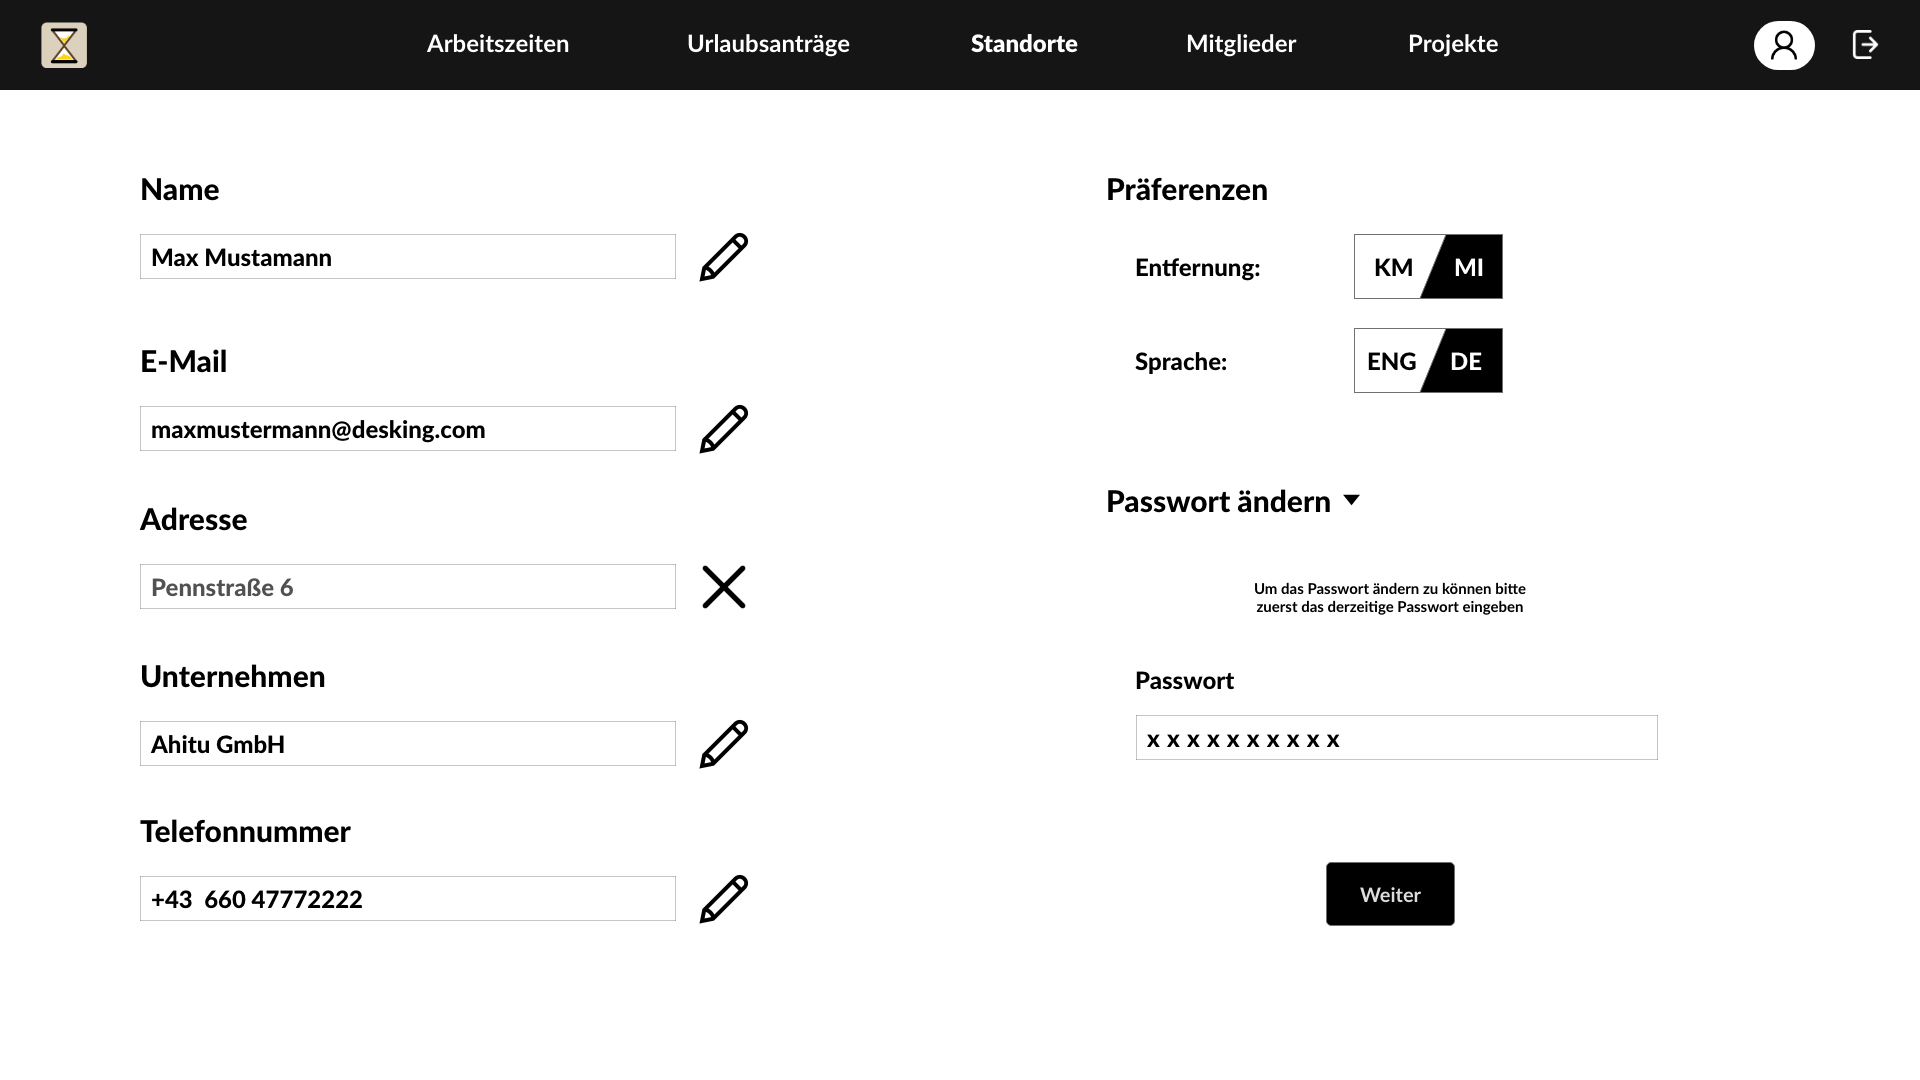 Arbeitszeiten Urlaubsanträge Standorte Mitglieder Projekte
Name
Max Mustamann
E-Mail
maxmustermann@desking.com
Adresse
Pennstraße 6
Unternehmen
Ahitu GmbH
Telefonnummer
+43  660 47772222
Präferenzen
Entfernung: KM MI
Sprache: ENG DE
Passwort ändern
Um das Passwort ändern zu können bitte
zuerst das derzeitige Passwort eingeben
Passwort
x x x x x x x x x x
Weiter